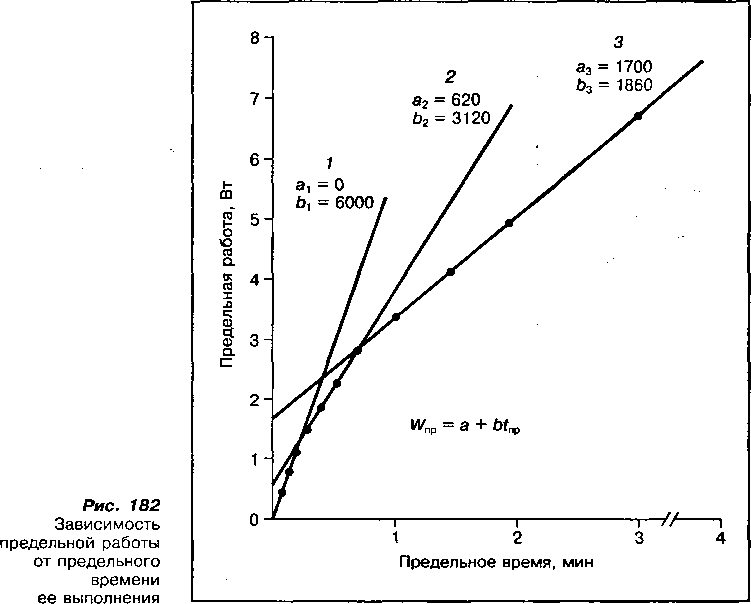 8
7
6
5
4
3
2
1
0
Предельная работа, Вт
1
a₁ = 0
b₁ = 6000
2
a₂ = 620
b₂ = 3120
3
a₃ = 1700
b₃ = 1860
Wпр = a + btпр
1 2 3 4
Предельное время, мин
Рис. 182
Зависимость
предельной работы
от предельного
времени
ее выполнения